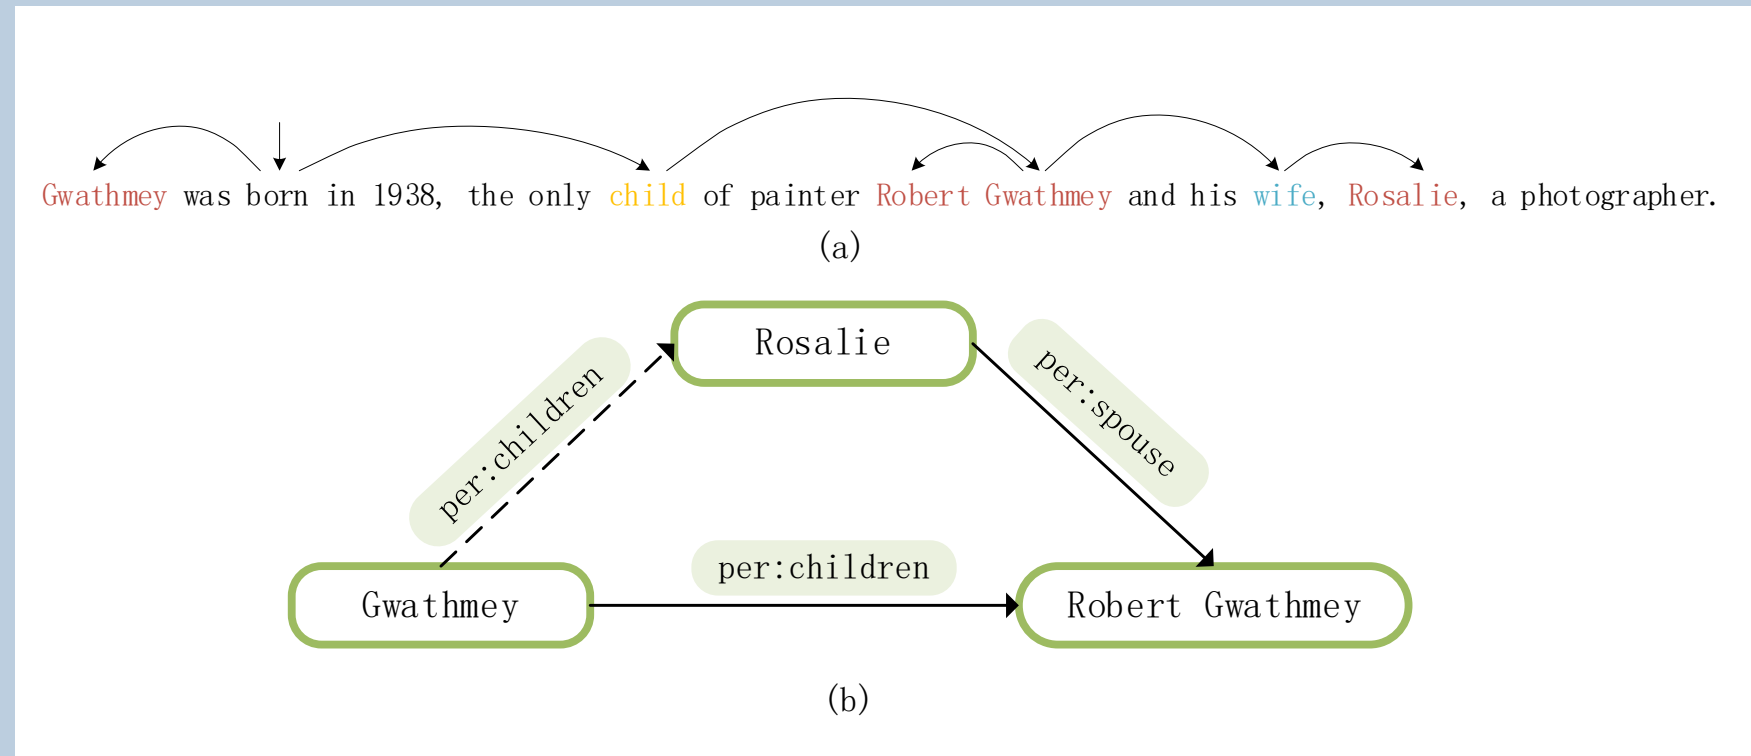 Gwathmey was born in 1938, the only child of painter Robert Gwathmey and his wife, Rosalie, a photographer.
(a)
Rosalie
per:children
per:spouse
per:children
Gwathmey
Robert Gwathmey
(b)